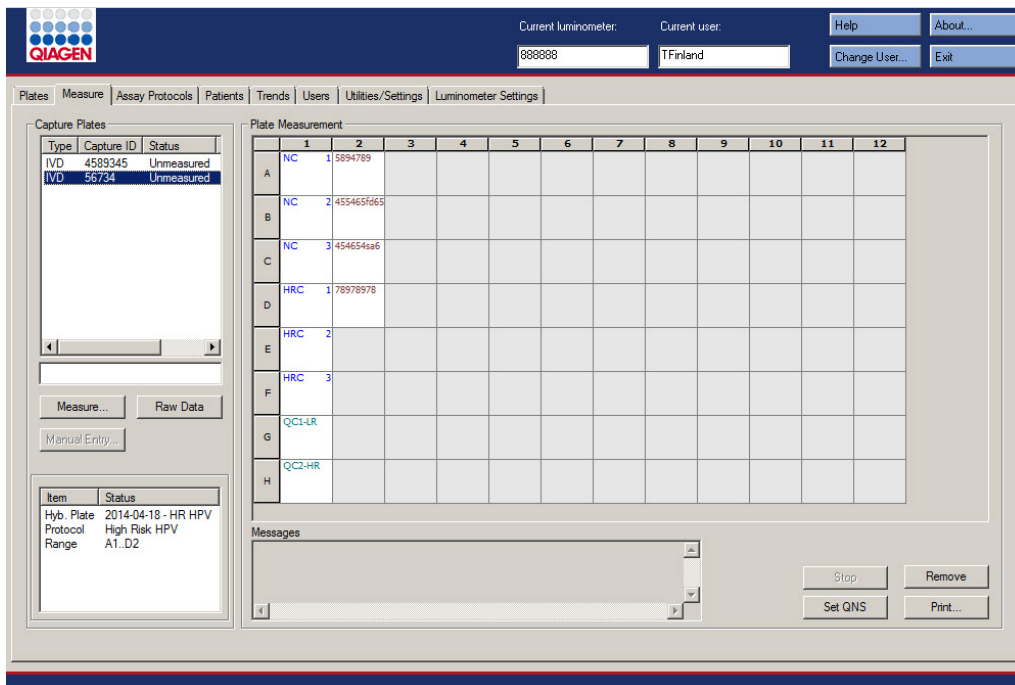 Current luminometer: Current user: Help About...
QIAGEN 888888 TFinland Change User... Exit
Plates Measure Assay Protocols Patients Trends Users Utilities/Settings Luminometer Settings
Capture Plates
Type Capture ID Status
IVD 4589345 Unmeasured
IVD 56734 Unmeasured
Measure... Raw Data
Manual Entry...
Item Status
Hyb. Plate 2014-04-18 - HR HPV
Protocol High Risk HPV
Range A1..D2
Plate Measurement
1 2 3 4 5 6 7 8 9 10 11 12
A NC 1 5894789
B NC 2 455465fd65
C NC 3 454654sa6
D HRC 1 78978978
E HRC 2
F HRC 3
G QC1-LR
H QC2-HR
Messages
Stop Remove
Set QNS Print...